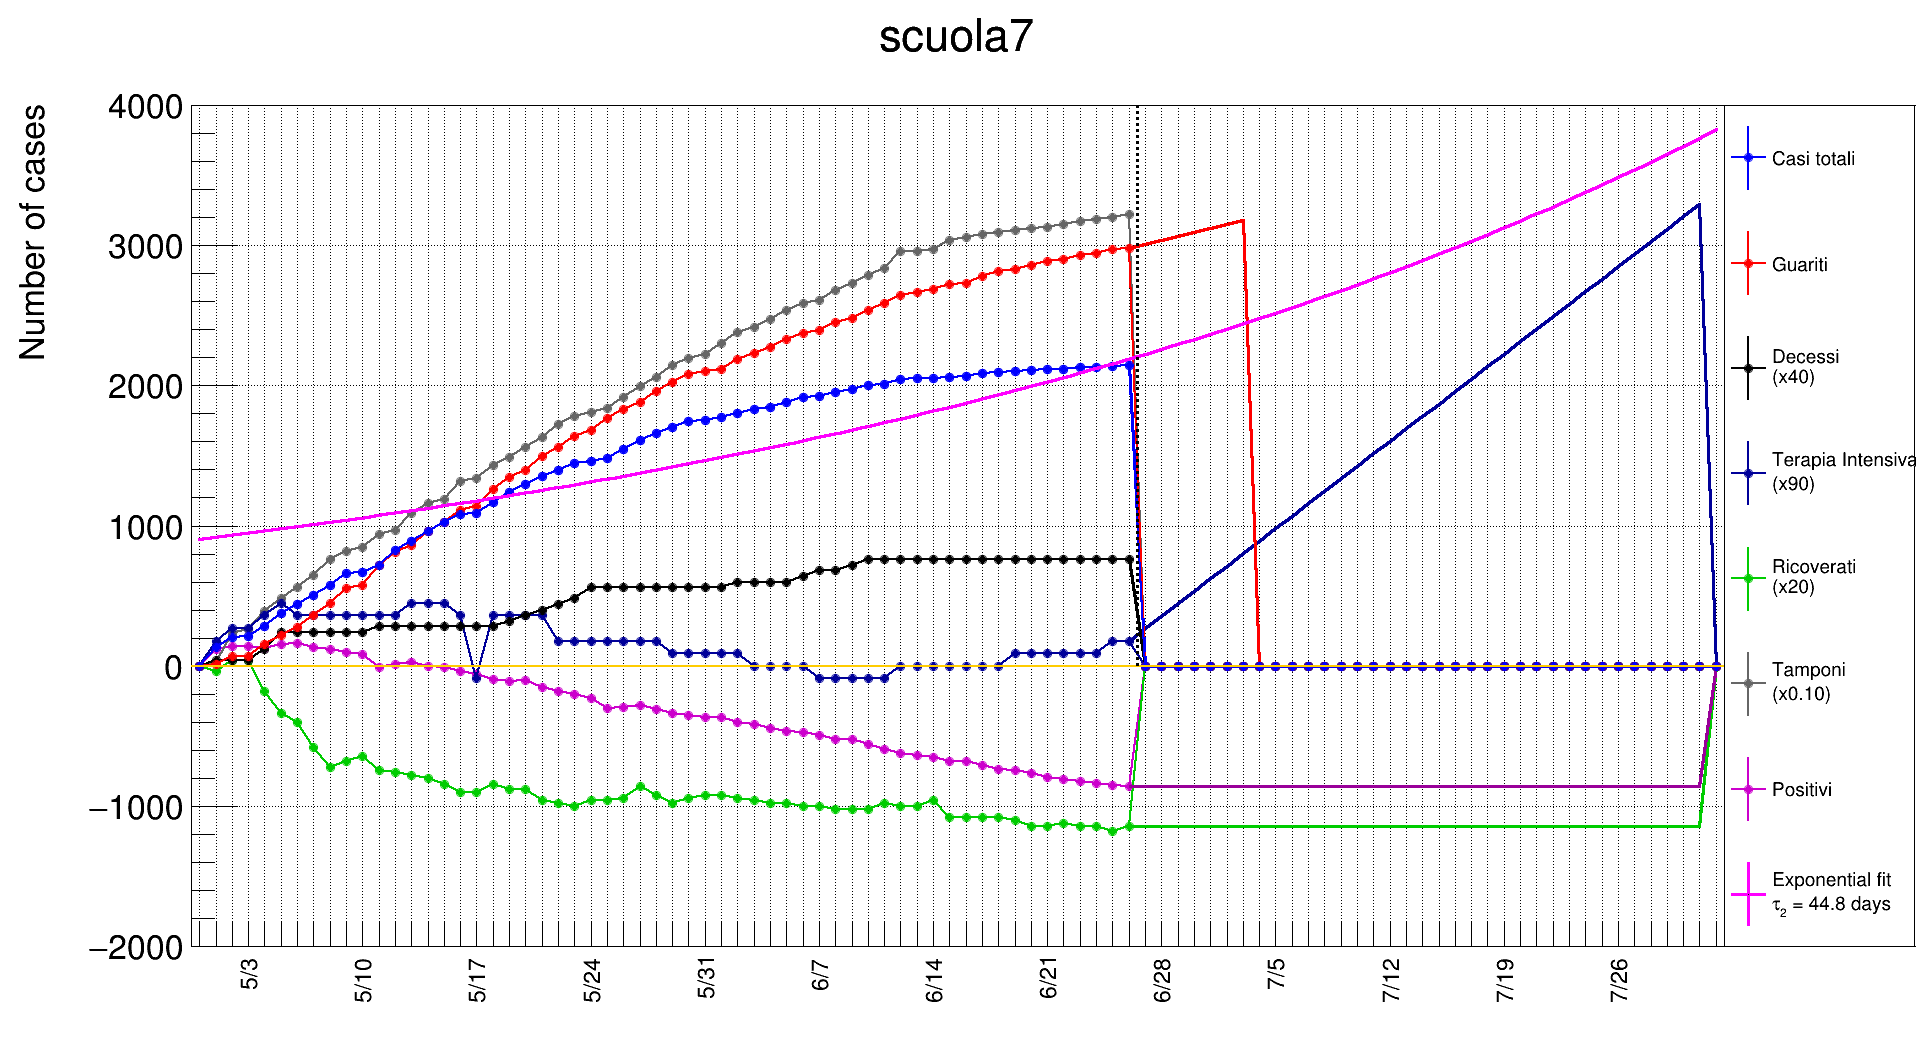 scuola7
Number of cases
4000
3000
2000
1000
0
−1000
−2000
5/3
5/10
5/17
5/24
5/31
6/7
6/14
6/21
6/28
7/5
7/12
7/19
7/26
Casi totali
Guariti
Decessi
(x40)
Terapia Intensiva
(x90)
Ricoverati
(x20)
Tamponi
(x0.10)
Positivi
Exponential fit
τ2 = 44.8 days